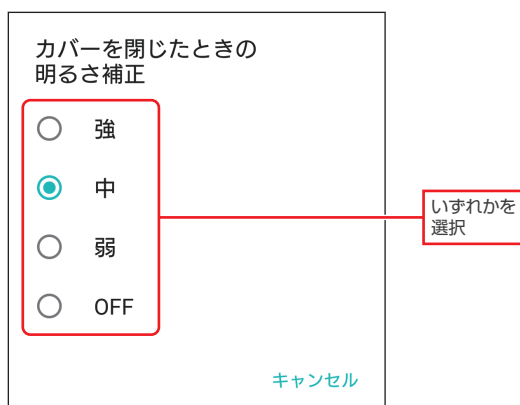 カバーを閉じたときの
明るさ補正
強
中
弱
OFF
いずれかを
選択
キャンセル